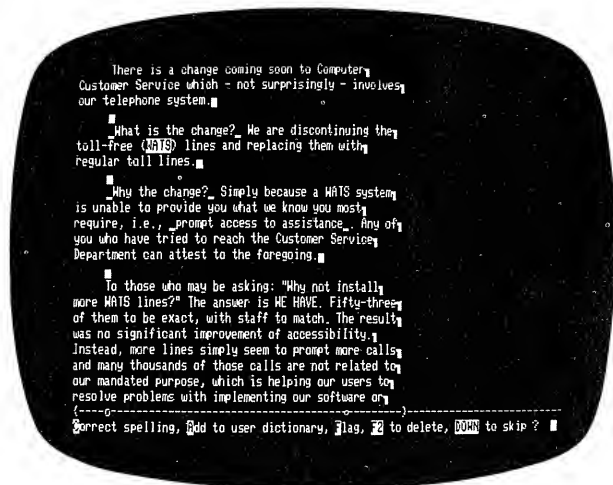 There is a change coming soon to Computer
Customer Service which - not surprisingly - involves
our telephone system.
_What is the change?_ We are discontinuing the
toll-free (WATS) lines and replacing them with
regular toll lines.
_Why the change?_ Simply because a WATS system
is unable to provide you what we know you most
require, i.e., _prompt access to assistance_. Any of
you who have tried to reach the Customer Service
Department can attest to the foregoing.
To those who may be asking: "Why not install
more WATS lines?" The answer is WE HAVE. Fifty-three
of them to be exact, with staff to match. The result
was no significant improvement of accessibility.
Instead, more lines simply seem to prompt more calls
and many thousands of those calls are not related to
our mandated purpose, which is helping our users to
resolve problems with implementing our software or
Correct spelling, Add to user dictionary, Flag, F2 to delete, DOWN to skip ?